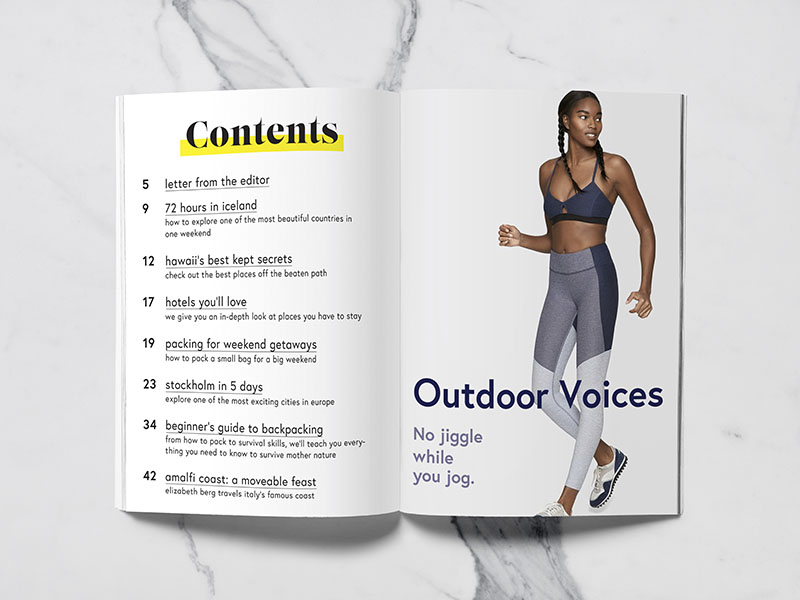 Contents
5 letter from the editor
9 72 hours in iceland
how to explore one of the most beautiful countries in
one weekend
12 hawaii's best kept secrets
check out the best places off the beaten path
17 hotels you'll love
we give you an in-depth look at places you have to stay
19 packing for weekend getaways
how to pack a small bag for a big weekend
23 stockholm in 5 days
explore one of the most exciting cities in europe
34 beginner's guide to backpacking
from how to pack to survival skills, we'll teach you every-
thing you need to know to survive mother nature
42 amalfi coast: a moveable feast
elizabeth berg travels italy's famous coast
Outdoor Voices
No jiggle
while
you jog.